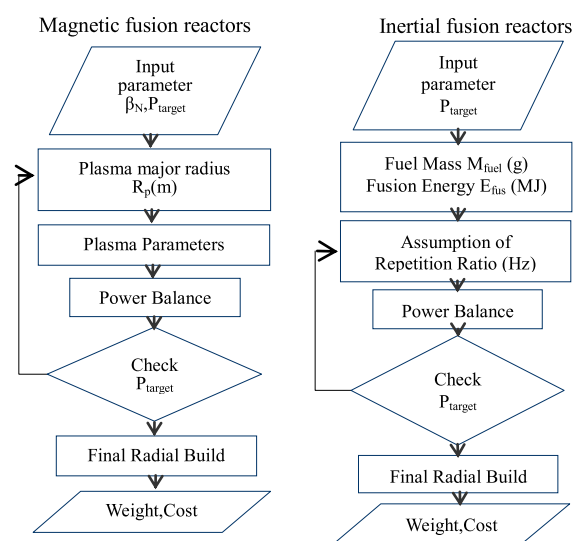 Magnetic fusion reactors
Input
parameter
βN,Ptarget
Plasma major radius
Rp(m)
Plasma Parameters
Power Balance
Check
Ptarget
Final Radial Build
Weight,Cost
Inertial fusion reactors
Input
parameter
Ptarget
Fuel Mass Mfuel (g)
Fusion Energy Efus (MJ)
Assumption of
Repetition Ratio (Hz)
Power Balance
Check
Ptarget
Final Radial Build
Weight,Cost